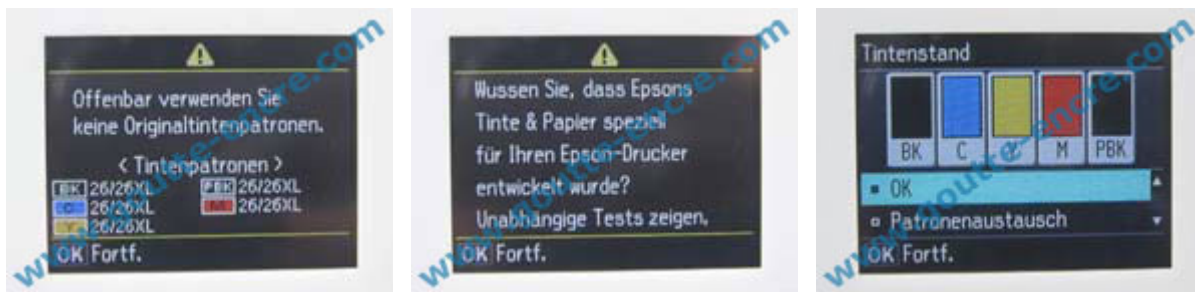 Offenbar verwenden Sie
keine Originaltintenpatronen.
< Tintenpatronen >
BK 26/26XL PBK 26/26XL
C 26/26XL M 26/26XL
Y 26/26XL
OK Fortf.
www.goutte-encre.com
Wussen Sie, dass Epsons
Tinte & Papier speziell
für Ihren Epson-Drucker
entwickelt wurde?
Unabhängige Tests zeigen,
OK Fortf.
www.goutte-encre.com
Tintenstand
BK C Y M PBK
OK
Patronenaustausch
OK Fortf.
www.goutte-encre.com